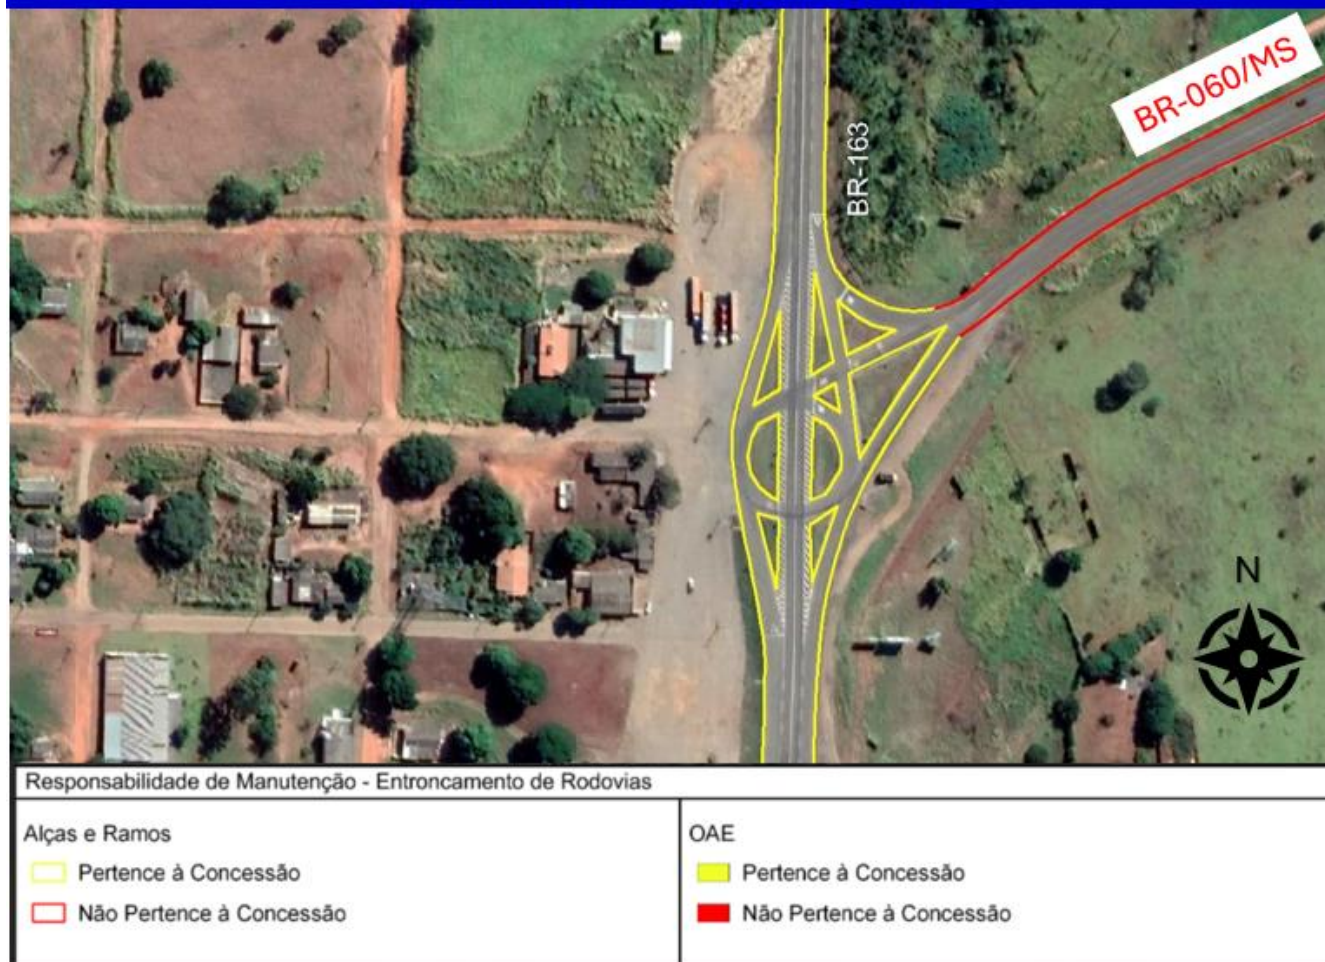 BR-060/MS
BR-163
N
Responsabilidade de Manutenção - Entroncamento de Rodovias
Alças e Ramos
Pertence à Concessão
Não Pertence à Concessão
OAE
Pertence à Concessão
Não Pertence à Concessão